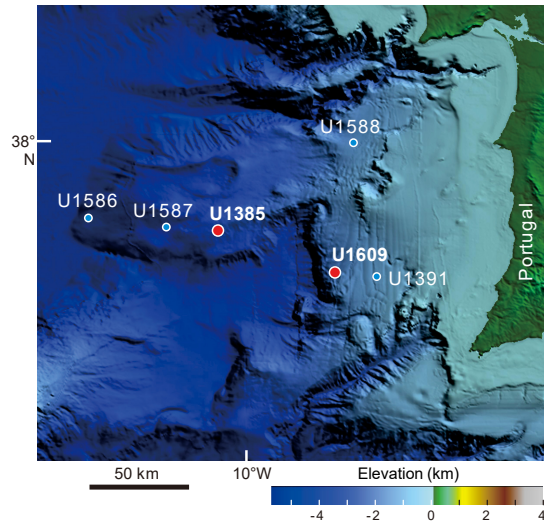 U1588
38°
N
U1586
U1587
U1385
U1609
U1391
Portugal
50 km
10°W
Elevation (km)
-4 -2 0 2 4